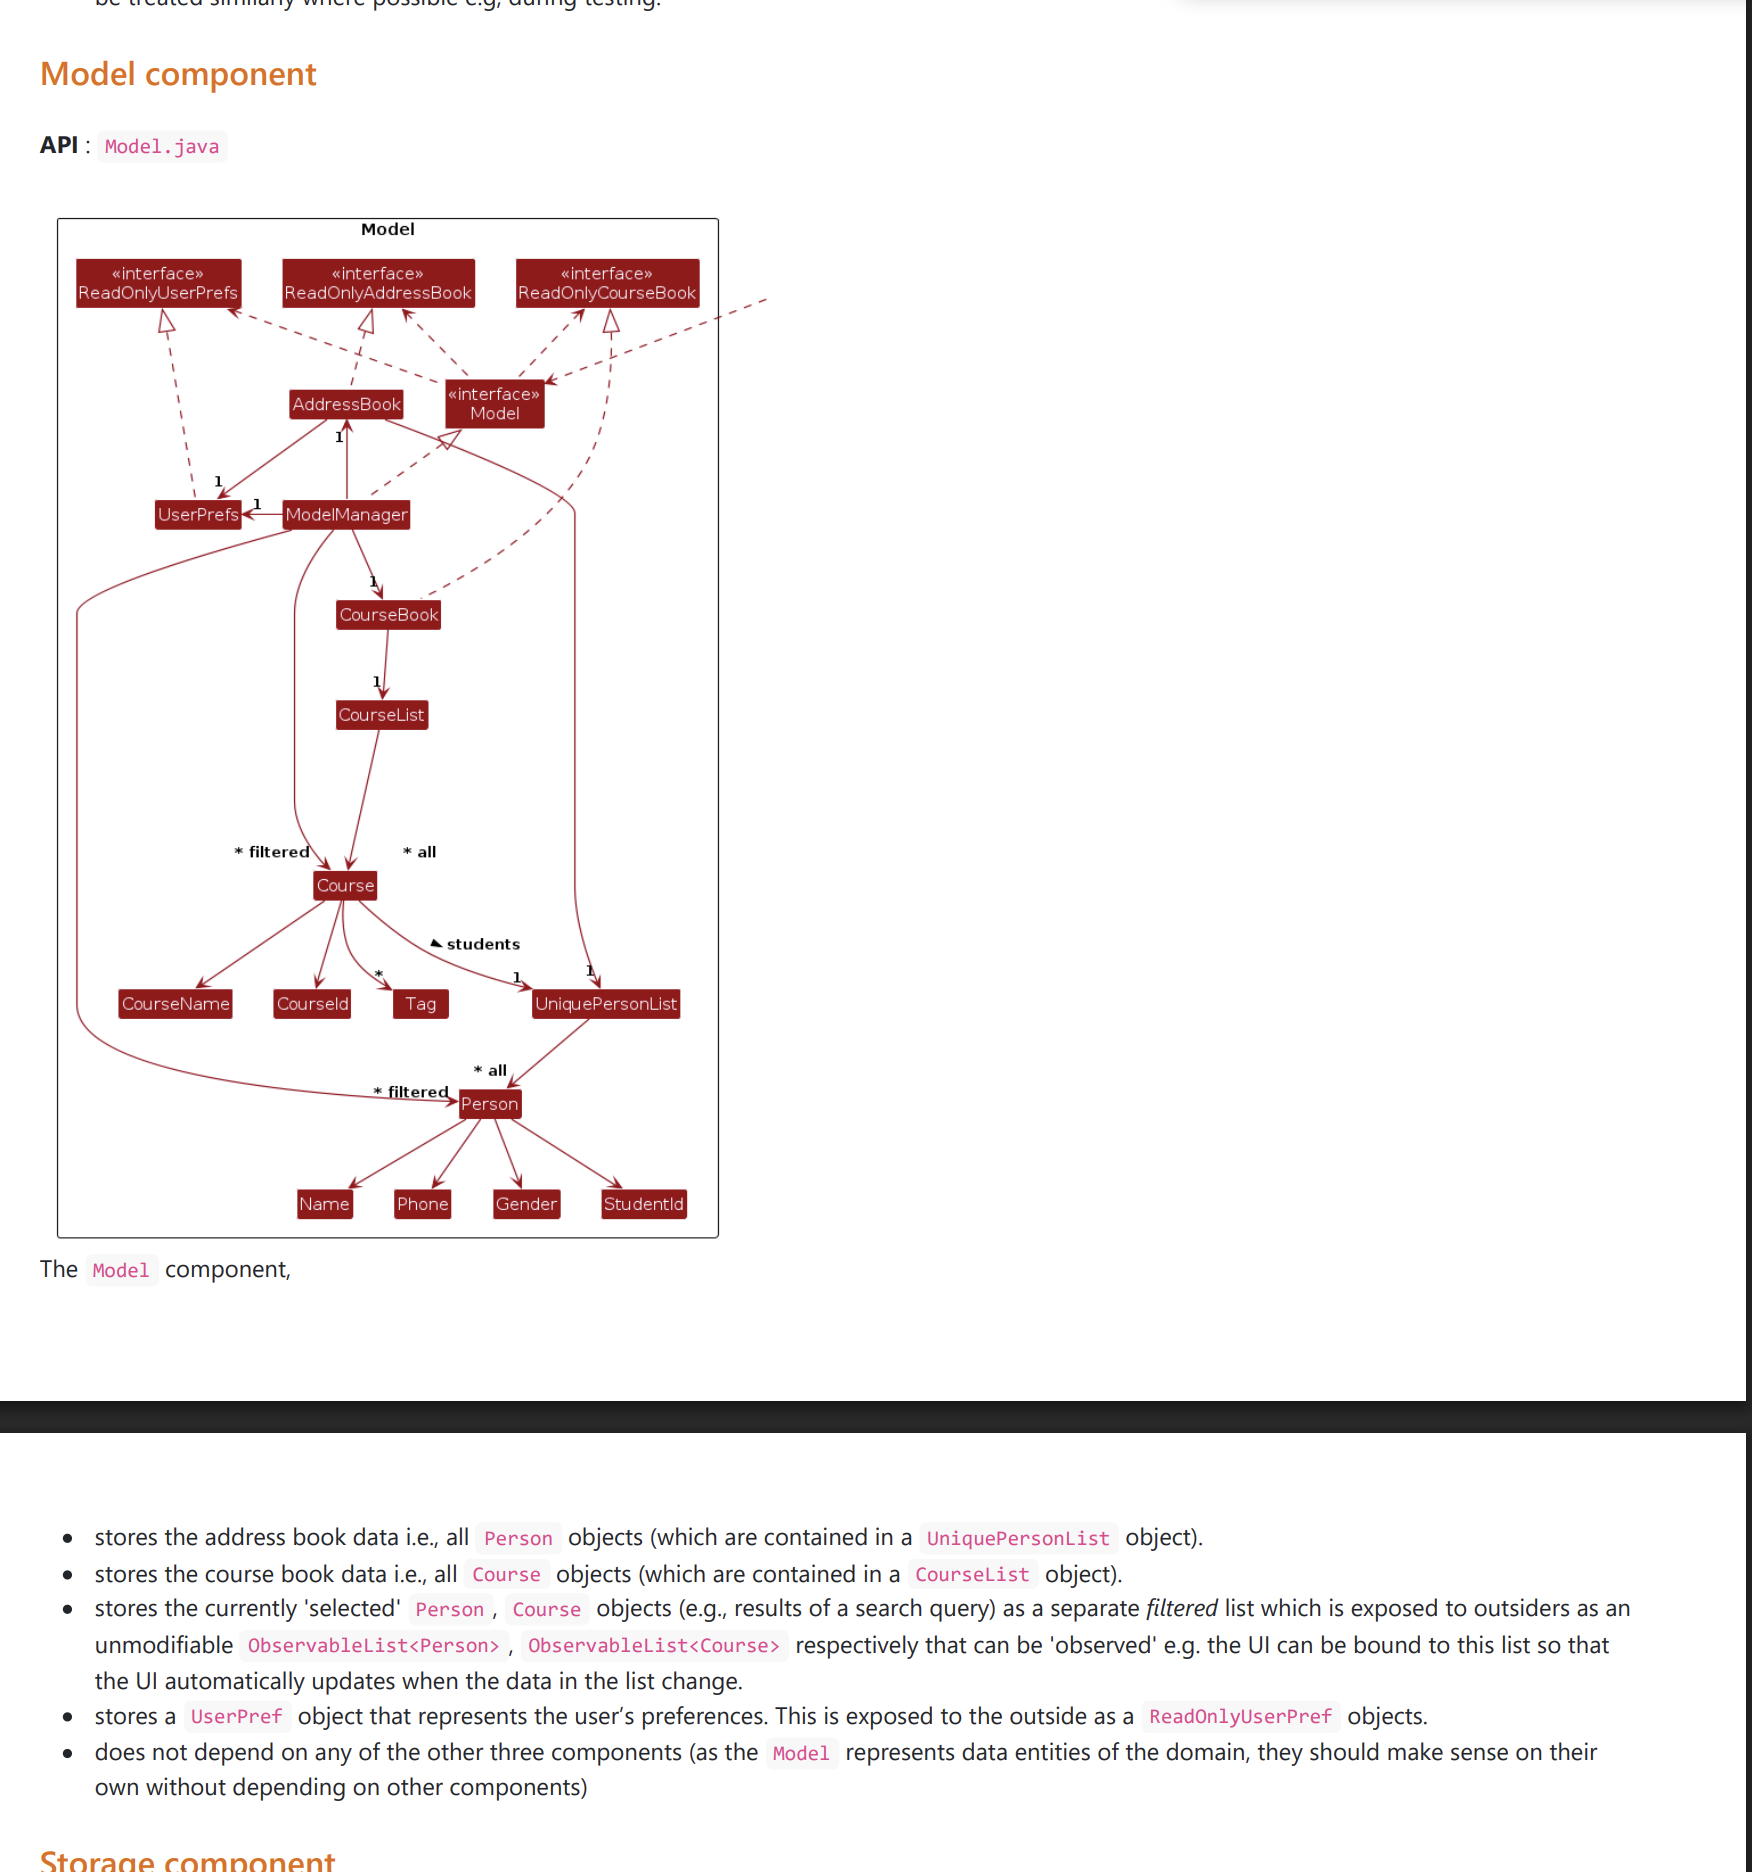 be treated similarly where possible e.g, during testing.
Model component
API : Model.java
Model
«interface»
ReadOnlyUserPrefs
«interface»
ReadOnlyAddressBook
«interface»
ReadOnlyCourseBook
AddressBook
«interface»
Model
1
1
UserPrefs
1
ModelManager
1
CourseBook
1
CourseList
* filtered
* all
Course
students
*
1
1
CourseName
CourseId
Tag
UniquePersonList
* all
* filtered
Person
Name
Phone
Gender
StudentId
The Model component,
• stores the address book data i.e., all Person objects (which are contained in a UniquePersonList object).
• stores the course book data i.e., all Course objects (which are contained in a CourseList object).
• stores the currently 'selected' Person , Course objects (e.g., results of a search query) as a separate filtered list which is exposed to outsiders as an
unmodifiable ObservableList<Person> , ObservableList<Course> respectively that can be 'observed' e.g. the UI can be bound to this list so that
the UI automatically updates when the data in the list change.
• stores a UserPref object that represents the user’s preferences. This is exposed to the outside as a ReadOnlyUserPref objects.
• does not depend on any of the other three components (as the Model represents data entities of the domain, they should make sense on their
own without depending on other components)
Storage component